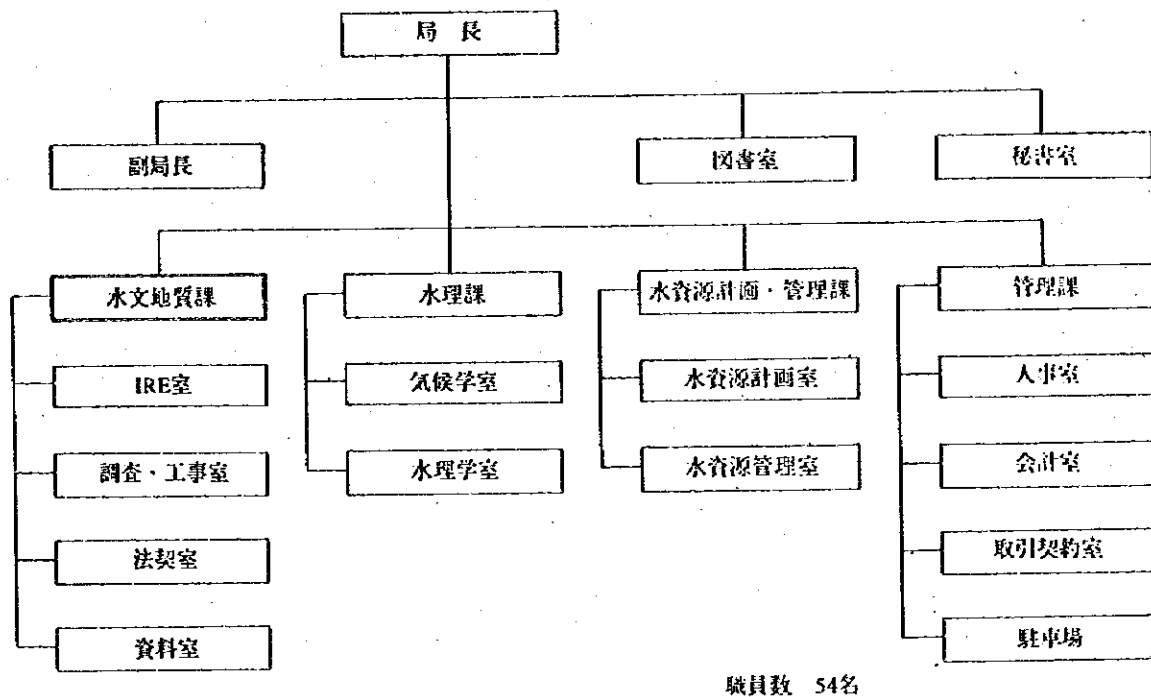 局 長
副局長
図書室
秘書室
水文地質課
水理課
水資源計画・管理課
管理課
IRE室
気候学室
水資源計画室
人事室
調査・工事室
水理学室
水資源管理室
会計室
法契室
取引契約室
資料室
駐車場
職員数 54名